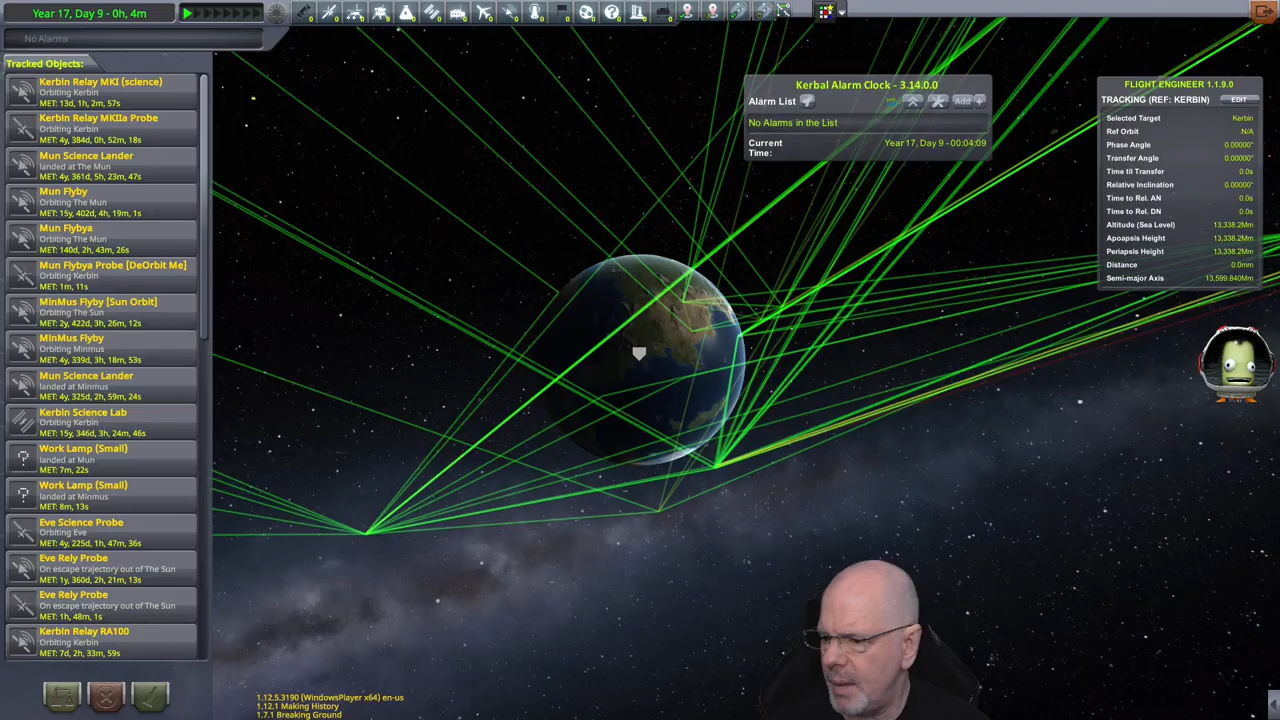 Year 17, Day 9 - 0h, 4m
No Alarms
Tracked Objects:
Kerbin Relay MKI (science)
Orbiting Kerbin
MET: 13d, 1h, 2m, 57s
Kerbin Relay MKIIa Probe
MET: 4y, 384d, 0h, 52m, 18s
Mun Science Lander
landed at The Mun
MET: 4y, 361d, 5h, 23m, 47s
Mun Flyby
Orbiting The Mun
MET: 15y, 402d, 4h, 19m, 1s
Mun Flybya
Orbiting The Mun
MET: 140d, 2h, 43m, 26s
Mun Flybya Probe [DeOrbit Me]
Orbiting Kerbin
MET: 1m, 11s
MinMus Flyby [Sun Orbit]
Orbiting The Sun
MET: 2y, 422d, 3h, 26m, 12s
MInMus Flyby
Orbiting Minmus
MET: 4y, 339d, 3h, 18m, 53s
Mun Science Lander
landed at Minmus
MET: 4y, 325d, 2h, 59m, 24s
Kerbin Science Lab
Orbiting Kerbin
MET: 15y, 346d, 3h, 24m, 46s
Work Lamp (Small)
landed at Mun
MET: 7m, 22s
Work Lamp (Small)
landed at Minmus
MET: 8m, 13s
Eve Science Probe
Orbiting Eve
MET: 4y, 225d, 1h, 47m, 36s
Eve Rely Probe
On escape trajectory out of The Sun
MET: 1y, 360d, 2h, 21m, 13s
Eve Rely Probe
On escape trajectory out of The Sun
MET: 1h, 48m, 1s
Kerbin Relay RA100
Orbiting Kerbin
MET: 7d, 2h, 33m, 59s
Kerbal Alarm Clock - 3.14.0.0
Alarm List
Add +
No Alarms in the List
Current Time: Year 17, Day 9 - 00:04:09
FLIGHT ENGINEER 1.1.9.0
TRACKING (REF: KERBIN) EDIT
Selected Target Kerbin
Ref Orbit N/A
Phase Angle 0.00000°
Transfer Angle 0.00000°
Time til Transfer 0.0s
Relative Inclination 0.00000°
Time to Rel. AN 0.0s
Time to Rel. DN 0.0s
Altitude (Sea Level) 13,338.2Mm
Apoapsis Height 13,338.2Mm
Periapsis Height 13,338.2Mm
Distance 0.0mm
Semi-major Axis 13,599.840Mm
1.12.5.3190 (WindowsPlayer x64) en-us
1.12.1 Making History
1.7.1 Breaking Ground